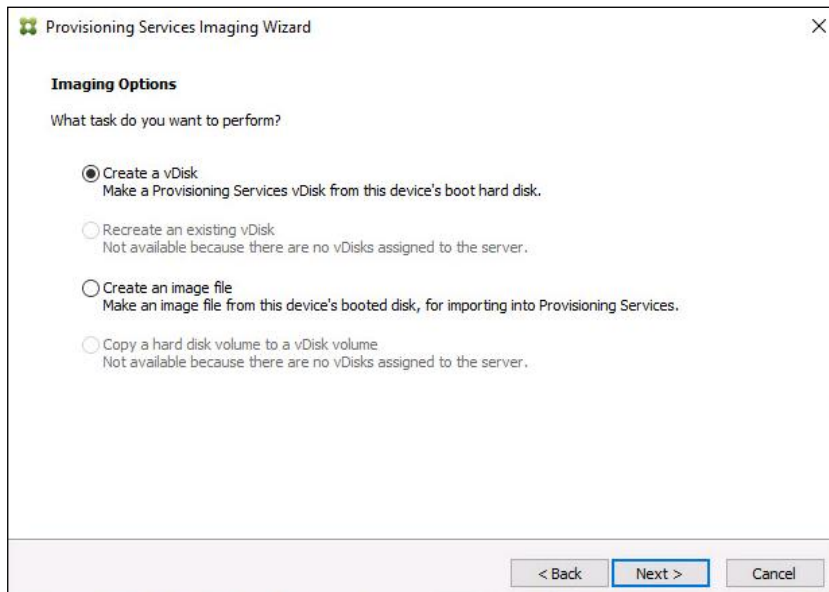 Provisioning Services Imaging Wizard
Imaging Options
What task do you want to perform?
Create a vDisk
Make a Provisioning Services vDisk from this device's boot hard disk.
Recreate an existing vDisk
Not available because there are no vDisks assigned to the server.
Create an image file
Make an image file from this device's booted disk, for importing into Provisioning Services.
Copy a hard disk volume to a vDisk volume
Not available because there are no vDisks assigned to the server.
< Back Next > Cancel